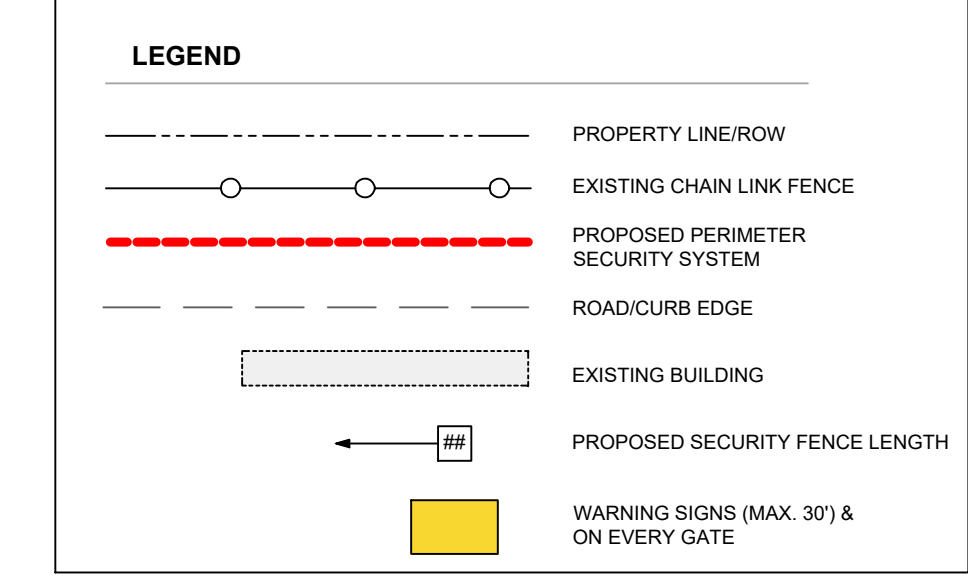 LEGEND
PROPERTY LINE/ROW
EXISTING CHAIN LINK FENCE
PROPOSED PERIMETER
SECURITY SYSTEM
ROAD/CURB EDGE
EXISTING BUILDING
## PROPOSED SECURITY FENCE LENGTH
WARNING SIGNS (MAX. 30') &
ON EVERY GATE